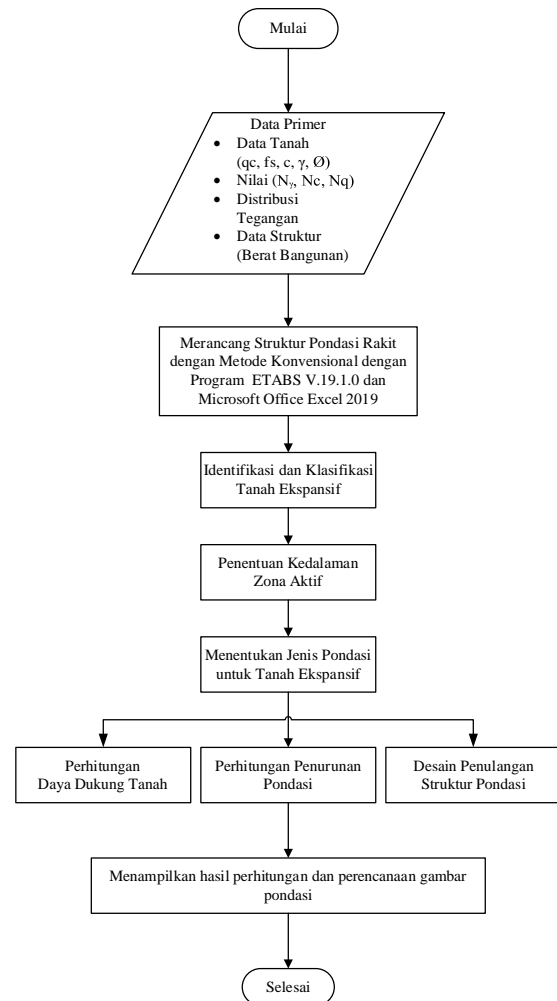 Mulai
Data Primer
• Data Tanah
(qc, fs, c, γ, Ø)
• Nilai (Nᵧ, Nc, Nq)
• Distribusi
Tegangan
• Data Struktur
(Berat Bangunan)
Merancang Struktur Pondasi Rakit
dengan Metode Konvensional dengan
Program ETABS V.19.1.0 dan
Microsoft Office Excel 2019
Identifikasi dan Klasifikasi
Tanah Ekspansif
Penentuan Kedalaman
Zona Aktif
Menentukan Jenis Pondasi
untuk Tanah Ekspansif
Perhitungan
Daya Dukung Tanah
Perhitungan Penurunan
Pondasi
Desain Penulangan
Struktur Pondasi
Menampilkan hasil perhitungan dan perencanaan gambar
pondasi
Selesai